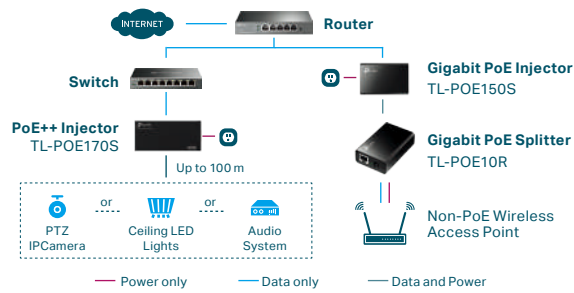 INTERNET
Router
Switch
Gigabit PoE Injector
TL-POE150S
PoE++ Injector
TL-POE170S
Gigabit PoE Splitter
TL-POE10R
Up to 100 m
or
or
PTZ
IPCamera
Ceiling LED
Lights
Audio
System
Non-PoE Wireless
Access Point
Power only
Data only
Data and Power